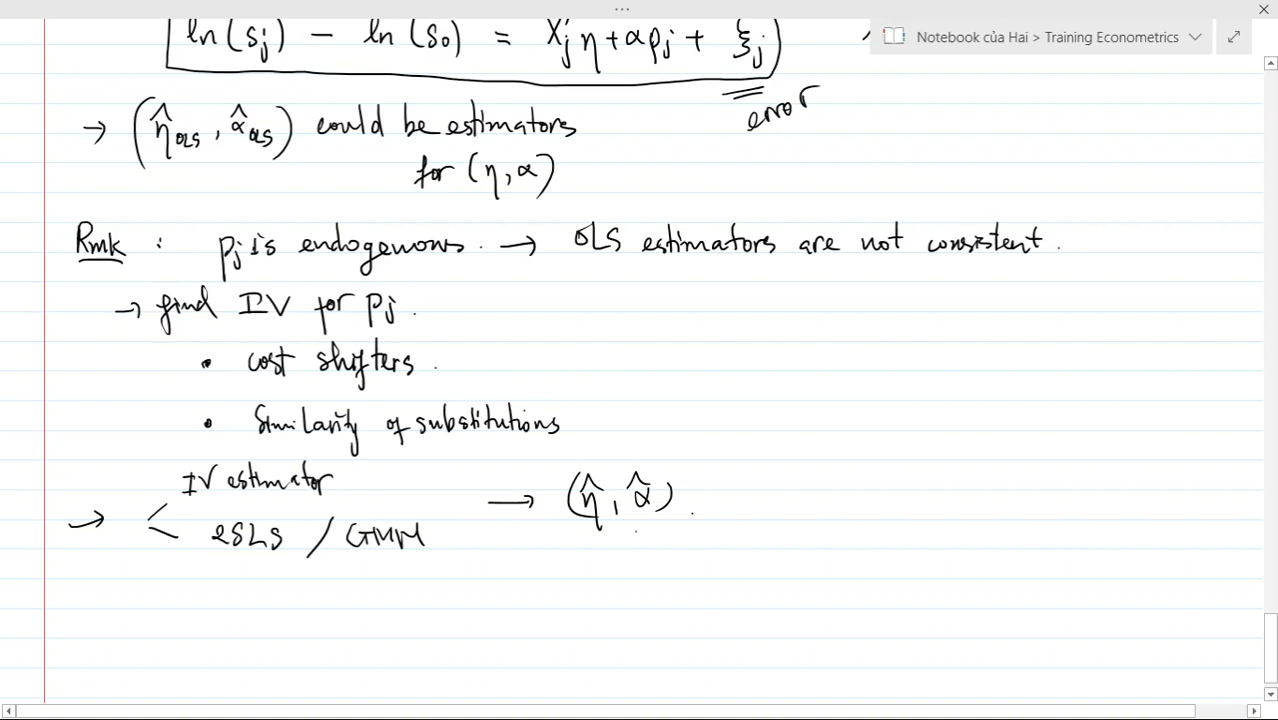 ln(Sj) − ln(S0) = Xjη + αpj + ξj
Notebook của Hai > Training Econometrics
error
→ (η̂OLS, α̂OLS) could be estimators
for (η, α)
Rmk : pj is endogenous. → OLS estimators are not consistent.
→ find IV for pj.
• cost shifters.
• Similarity of substitutions
→ < IV estimator
2SLS / GMM → (η̂, α̂).